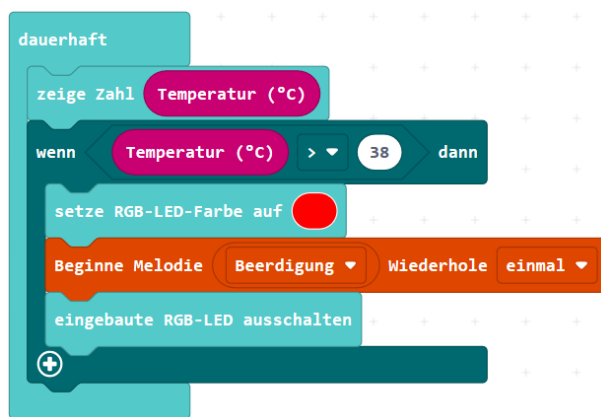 dauerhaft
zeige Zahl Temperatur (°C)
wenn Temperatur (°C) > 38 dann
setze RGB-LED-Farbe auf
Beginne Melodie Beerdigung Wiederhole einmal
eingebaute RGB-LED ausschalten